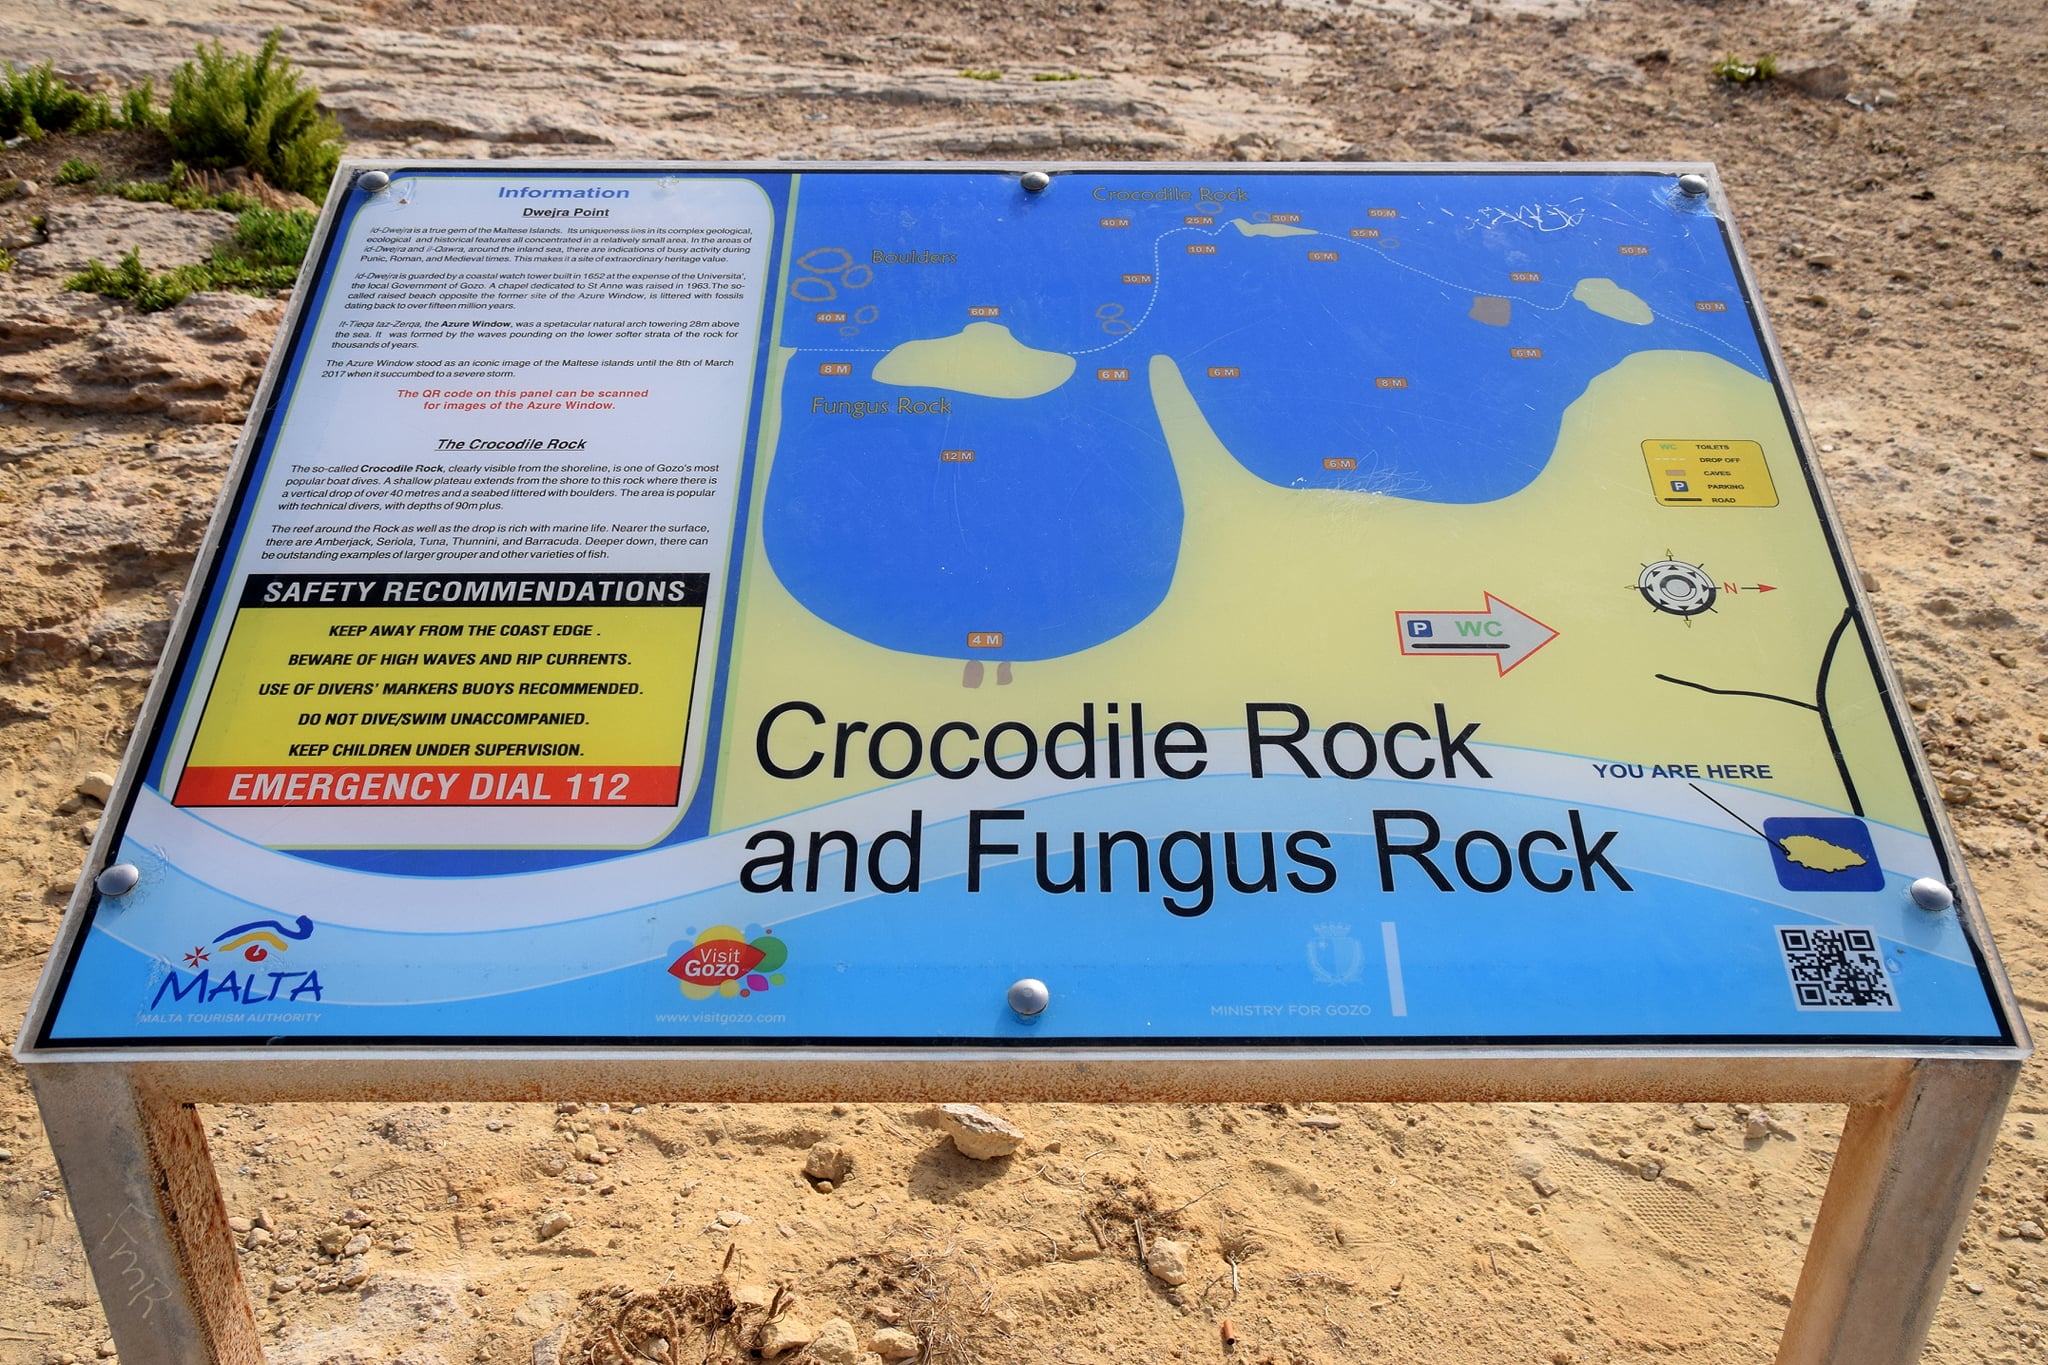 Information
Dwejra Point
id-Dwejra is a true gem of the Maltese Islands. Its uniqueness lies in its complex geological,
ecological and historical features all concentrated in a relatively small area. In the areas of
id-Dwejra and il-Qawra, around the inland sea, there are indications of busy activity during
Punic, Roman, and Medieval times. This makes it a site of extraordinary heritage value.
id-Dwejra is guarded by a coastal watch tower built in 1652 at the expense of the Universita',
the local Government of Gozo. A chapel dedicated to St Anne was raised in 1963. The so-
called raised beach opposite the former site of the Azure Window, is littered with fossils
dating back to over fifteen million years.
It-Tieqa taz-Zerqa, the Azure Window, was a spetacular natural arch towering 28m above
the sea. It was formed by the waves pounding on the lower softer strata of the rock for
thousands of years.
The Azure Window stood as an iconic image of the Maltese islands until the 8th of March
2017 when it succumbed to a severe storm.
The QR code on this panel can be scanned
for images of the Azure Window.
The Crocodile Rock
The so-called Crocodile Rock, clearly visible from the shoreline, is one of Gozo's most
popular boat dives. A shallow plateau extends from the shore to this rock where there is
a vertical drop of over 40 metres and a seabed littered with boulders. The area is popular
with technical divers, with depths of 90m plus.
The reef around the Rock as well as the drop is rich with marine life. Nearer the surface,
there are Amberjack, Seriola, Tuna, Thunnini, and Barracuda. Deeper down, there can
be outstanding examples of larger grouper and other varieties of fish.
SAFETY RECOMMENDATIONS
KEEP AWAY FROM THE COAST EDGE .
BEWARE OF HIGH WAVES AND RIP CURRENTS.
USE OF DIVERS' MARKERS BUOYS RECOMMENDED.
DO NOT DIVE/SWIM UNACCOMPANIED.
KEEP CHILDREN UNDER SUPERVISION.
EMERGENCY DIAL 112
Crocodile Rock
40 M
25 M
30 M
50 M
35 M
10 M
6 M
50 M
Boulders
30 M
30 M
30 M
40 M
60 M
6 M
8 M
6 M
6 M
8 M
Fungus Rock
12 M
6 M
4 M
WC TOILETS
DROP OFF
CAVES
P PARKING
ROAD
N
P WC
Crocodile Rock
and Fungus Rock
YOU ARE HERE
MALTA
MALTA TOURISM AUTHORITY
Visit
Gozo
www.visitgozo.com
MINISTRY FOR GOZO